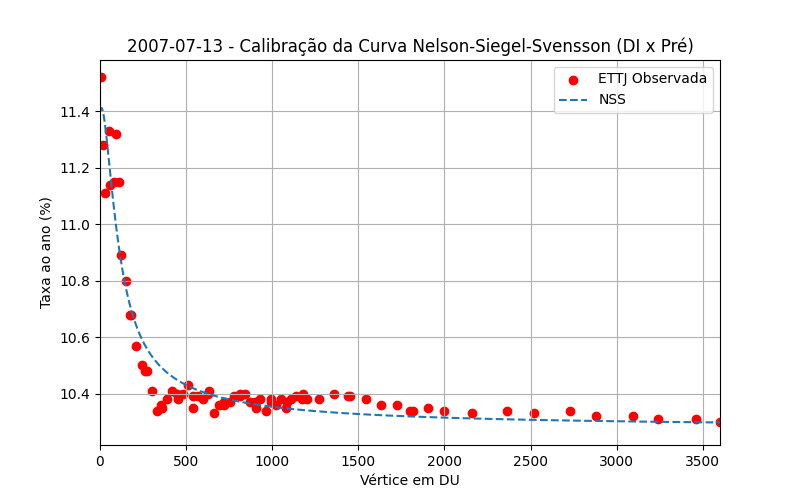 2007-07-13 - Calibração da Curva Nelson-Siegel-Svensson (DI x Pré)
ETTJ Observada
NSS
Taxa ao ano (%)
11.4
11.2
11.0
10.8
10.6
10.4
0 500 1000 1500 2000 2500 3000 3500
Vértice em DU